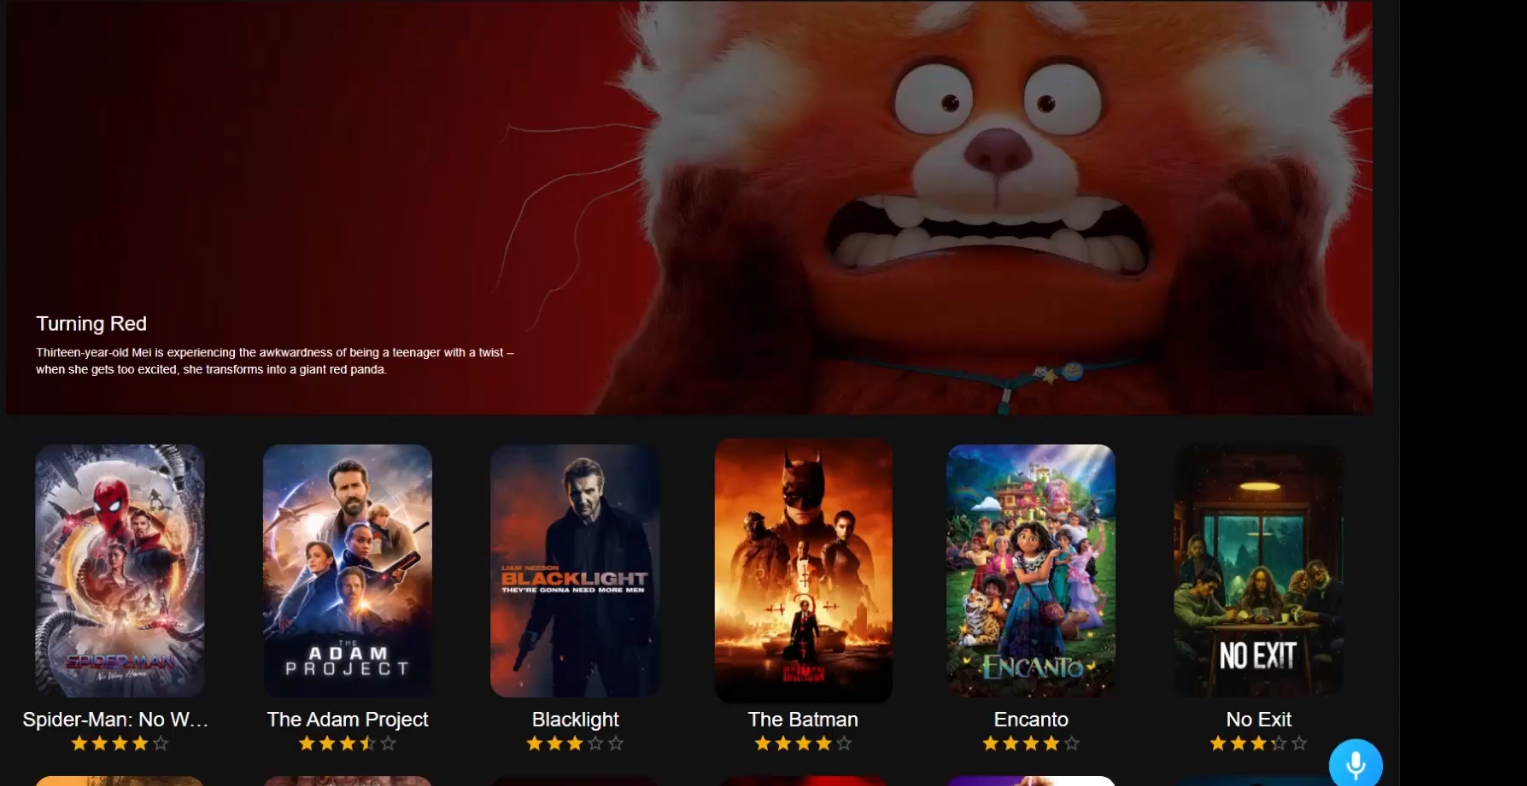 Turning Red
Thirteen-year-old Mei is experiencing the awkwardness of being a teenager with a twist –
when she gets too excited, she transforms into a giant red panda.
SPIDER-MAN
No Way Home
THE
ADAM
PROJECT
LIAM NEESON
BLACKLIGHT
THEY'RE GONNA NEED MORE MEN
THE
BATMAN
ENCANTO
NO EXIT
Spider-Man: No W...
The Adam Project
Blacklight
The Batman
Encanto
No Exit